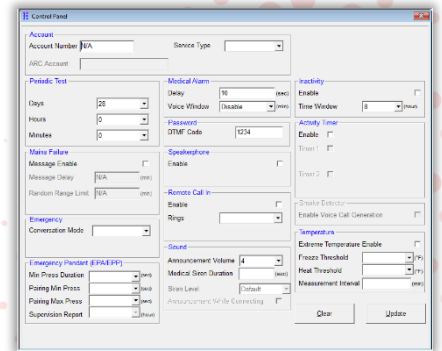 Control Panel
Account
Account Number N/A
Service Type
ARC Account
Periodic Test
Days 28
Hours 0
Minutes 0
Mains Failure
Message Enable
Message Delay N/A (min)
Random Range Limit N/A (min)
Emergency
Conversation Mode
Emergency Pendant (EPA/EPP)
Min Press Duration (sec)
Pairing Min Press (sec)
Pairing Max Press (sec)
Supervision Report (hour)
Medical Alarm
Delay 10 (sec)
Voice Window Disable (min)
Password
DTMF Code 1234
Speakerphone
Enable
Remote Call In
Enable
Rings
Sound
Announcement Volume 4
Medical Siren Duration (sec)
Siren Level Default
Announcement While Connecting
Inactivity
Enable
Time Window 8 (hour)
Activity Timer
Enable
Timer 1
Timer 2
Smoke Detector
Enable Voice Call Generation
Temperature
Extreme Temperature Enable
Freeze Threshold (°F)
Heat Threshold (°F)
Measurement Interval (min)
Clear
Update